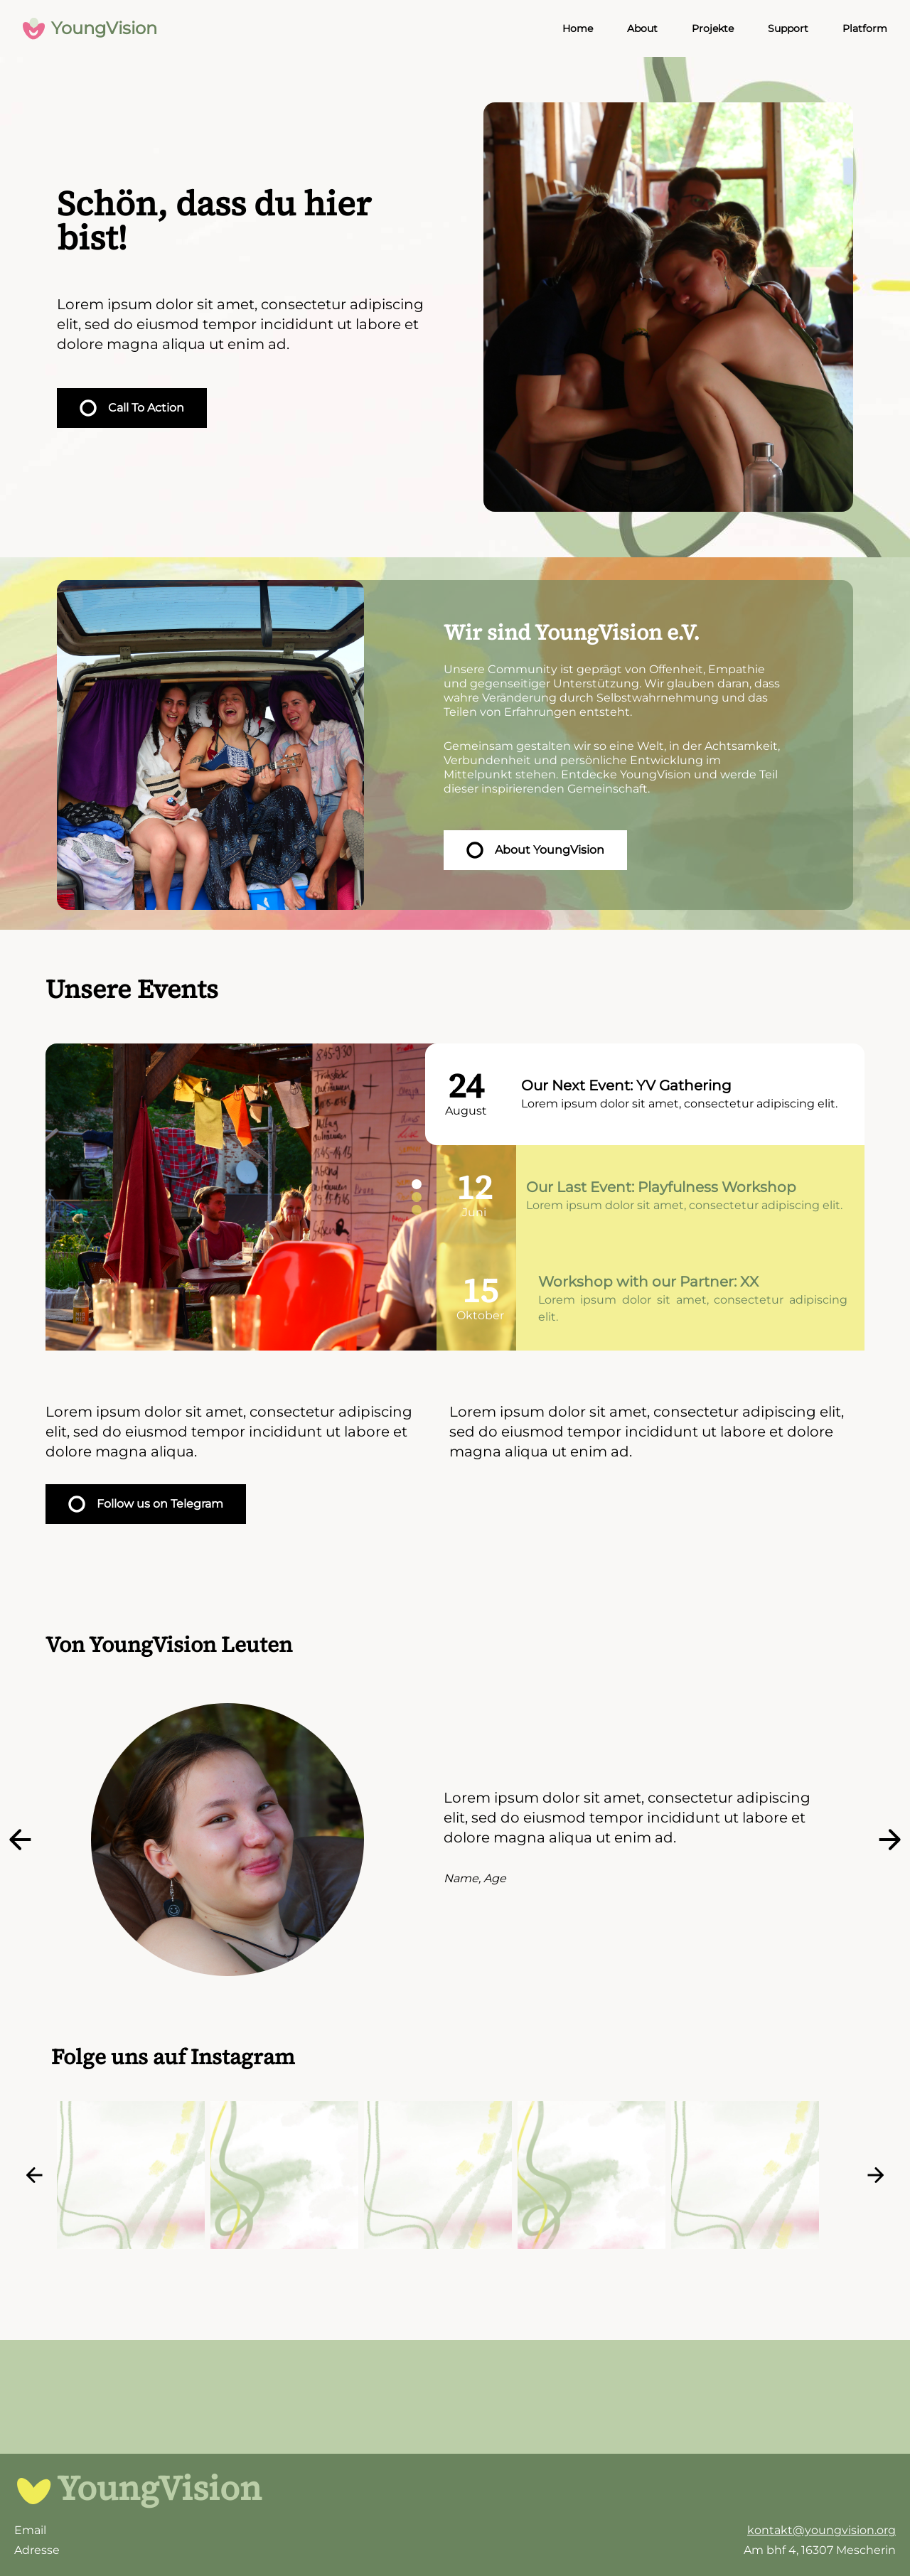 YoungVision
Home About Projekte Support Platform
Schön, dass du hier
bist!
Lorem ipsum dolor sit amet, consectetur adipiscing
elit, sed do eiusmod tempor incididunt ut labore et
dolore magna aliqua ut enim ad.
Call To Action
Wir sind YoungVision e.V.
Unsere Community ist geprägt von Offenheit, Empathie
und gegenseitiger Unterstützung. Wir glauben daran, dass
wahre Veränderung durch Selbstwahrnehmung und das
Teilen von Erfahrungen entsteht.
Gemeinsam gestalten wir so eine Welt, in der Achtsamkeit,
Verbundenheit und persönliche Entwicklung im
Mittelpunkt stehen. Entdecke YoungVision und werde Teil
dieser inspirierenden Gemeinschaft.
About YoungVision
Unsere Events
24
August
Our Next Event: YV Gathering
Lorem ipsum dolor sit amet, consectetur adipiscing elit.
12
Juni
Our Last Event: Playfulness Workshop
Lorem ipsum dolor sit amet, consectetur adipiscing elit.
15
Oktober
Workshop with our Partner: XX
Lorem ipsum dolor sit amet, consectetur adipiscing
elit.
Lorem ipsum dolor sit amet, consectetur adipiscing
elit, sed do eiusmod tempor incididunt ut labore et
dolore magna aliqua.
Lorem ipsum dolor sit amet, consectetur adipiscing elit,
sed do eiusmod tempor incididunt ut labore et dolore
magna aliqua ut enim ad.
Follow us on Telegram
Von YoungVision Leuten
Lorem ipsum dolor sit amet, consectetur adipiscing
elit, sed do eiusmod tempor incididunt ut labore et
dolore magna aliqua ut enim ad.
Name, Age
Folge uns auf Instagram
YoungVision
Email kontakt@youngvision.org
Adresse Am bhf 4, 16307 Mescherin